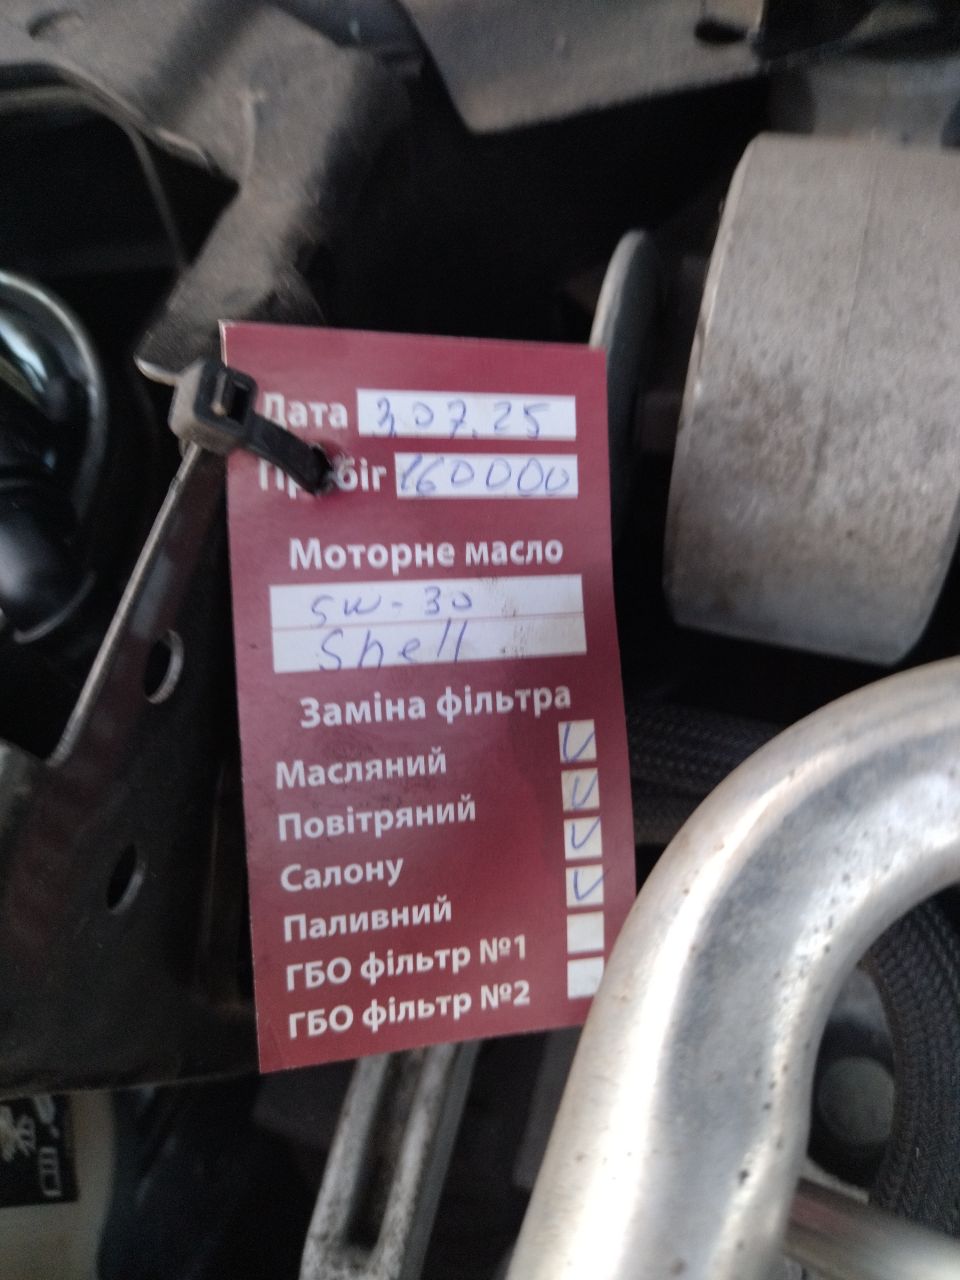 Дата 3.07.25
Пробіг 160000
Моторне масло
5w-30
Shell
Заміна фільтра
Масляний V
Повітряний V
Салону V
Паливний V
ГБО фільтр №1
ГБО фільтр №2